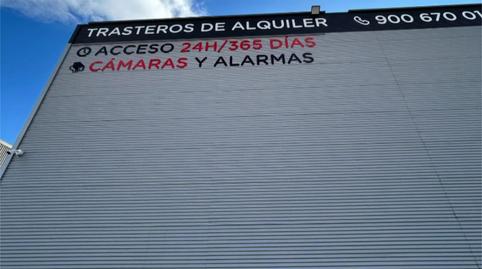 TRASTEROS DE ALQUILER 900 670 01
ACCESO 24H/365 DÍAS
CÁMARAS Y ALARMAS